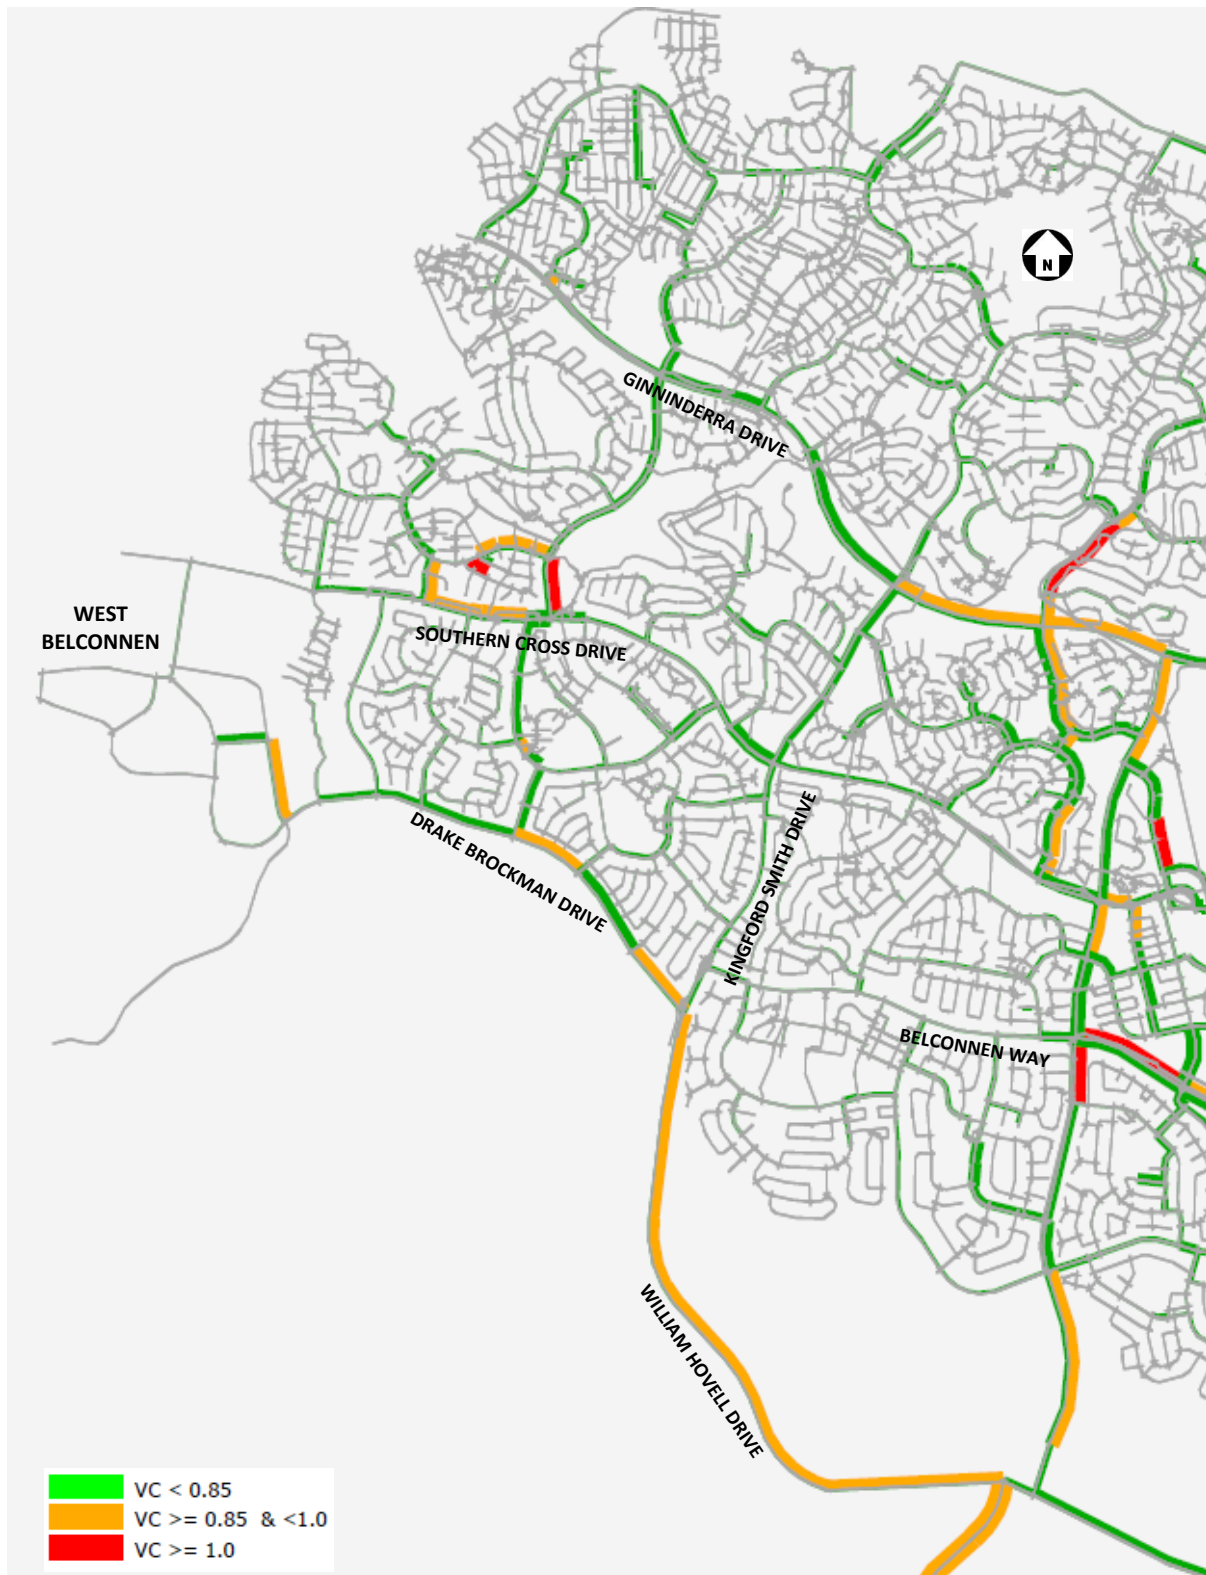 N
GINNINDERRA DRIVE
WEST
BELCONNEN
SOUTHERN CROSS DRIVE
DRAKE BROCKMAN DRIVE
KINGFORD SMITH DRIVE
BELCONNEN WAY
WILLIAM HOVELL DRIVE
VC < 0.85
VC >= 0.85 & <1.0
VC >= 1.0